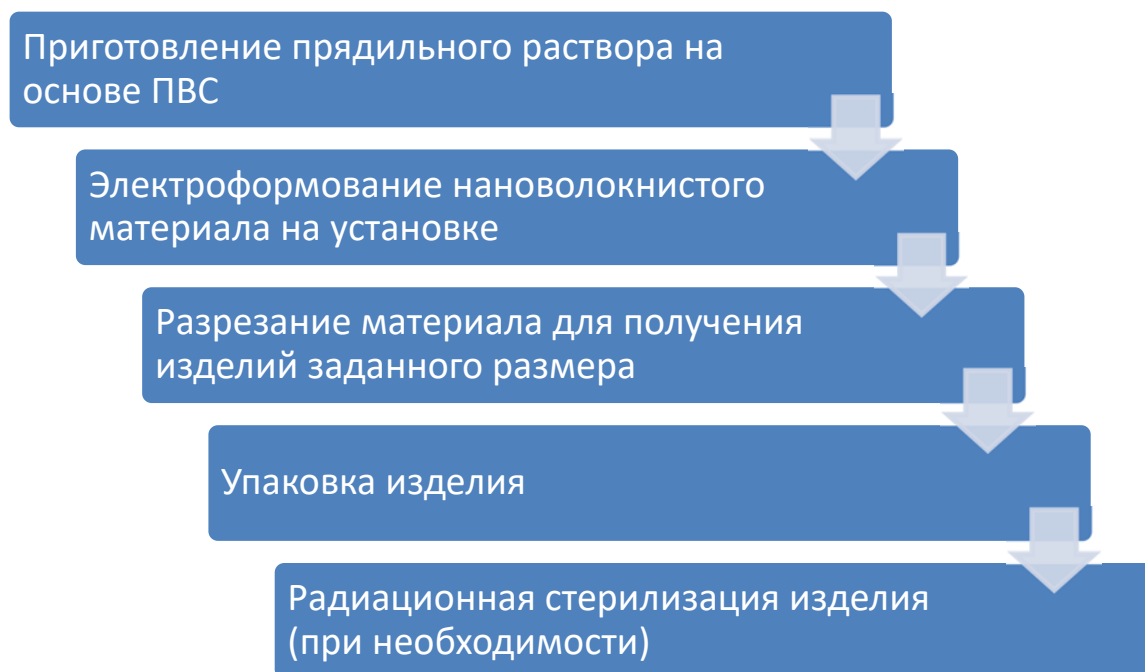 Приготовление прядильного раствора на
основе ПВС
Электроформование нановолокнистого
материала на установке
Разрезание материала для получения
изделий заданного размера
Упаковка изделия
Радиационная стерилизация изделия
(при необходимости)